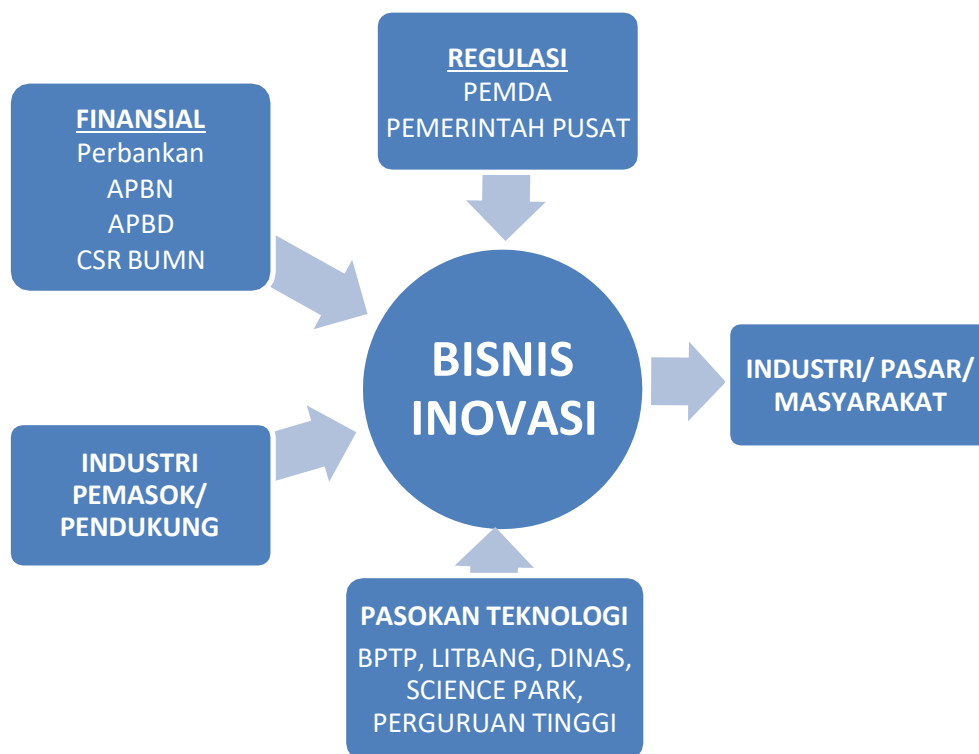 REGULASI
PEMDA
PEMERINTAH PUSAT
FINANSIAL
Perbankan
APBN
APBD
CSR BUMN
BISNIS
INOVASI
INDUSTRI/ PASAR/
MASYARAKAT
INDUSTRI
PEMASOK/
PENDUKUNG
PASOKAN TEKNOLOGI
BPTP, LITBANG, DINAS,
SCIENCE PARK,
PERGURUAN TINGGI